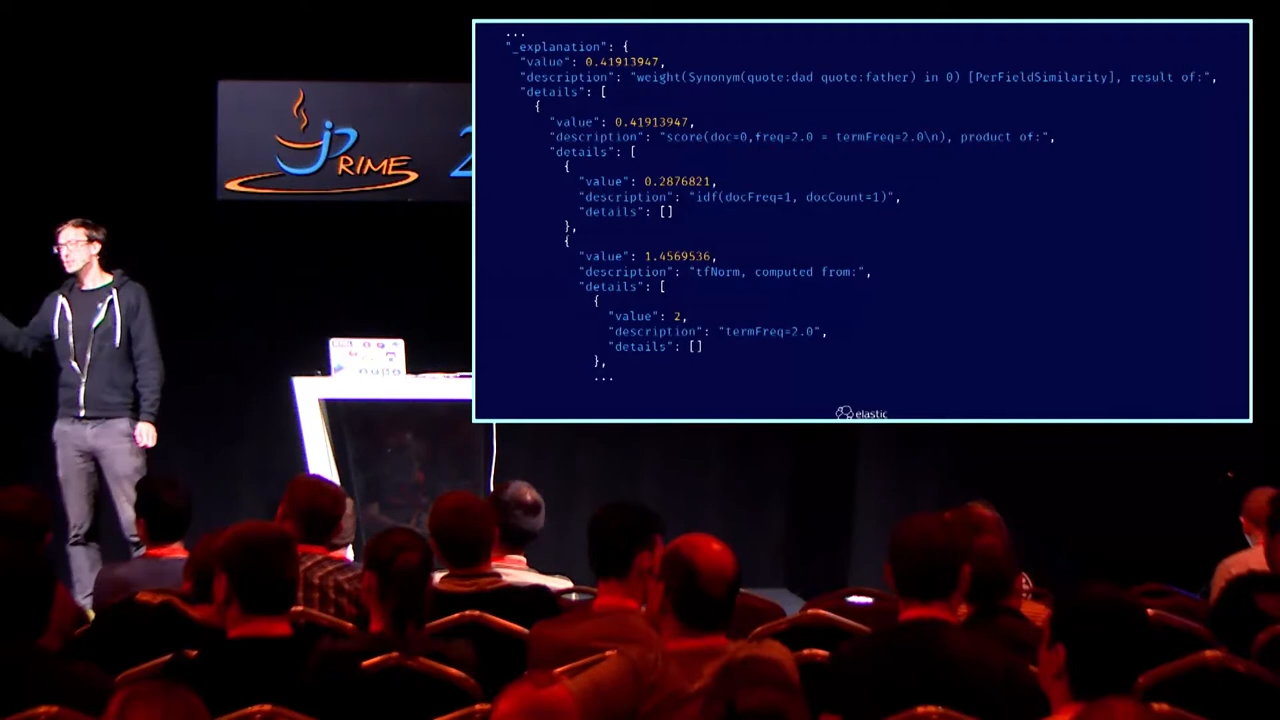 ...
"_explanation": {
"value": 0.41913947,
"description": "weight(Synonym(quote:dad quote:father) in 0) [PerFieldSimilarity], result of:",
"details": [
{
"value": 0.41913947,
"description": "score(doc=0,freq=2.0 = termFreq=2.0\n), product of:",
"details": [
{
"value": 0.2876821,
"description": "idf(docFreq=1, docCount=1)",
"details": []
},
{
"value": 1.4569536,
"description": "tfNorm, computed from:",
"details": [
{
"value": 2,
"description": "termFreq=2.0",
"details": []
},
...
elastic
jPRIME 2